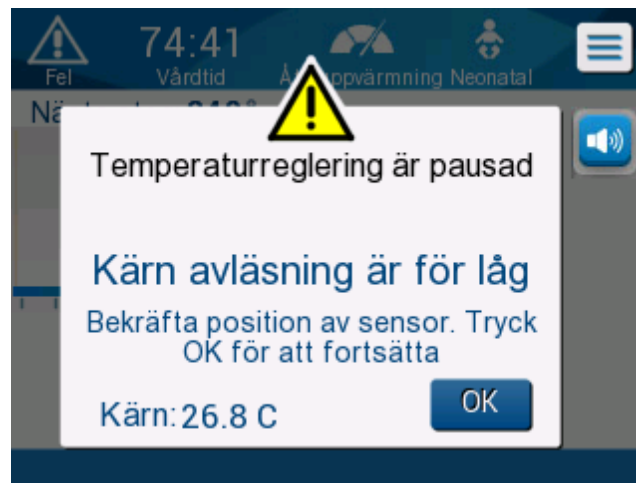 74:41
Fel
Vårdtid
Neonatal
Temperaturreglering är pausad
Kärn avläsning är för låg
Bekräfta position av sensor. Tryck
OK för att fortsätta
Kärn: 26.8 C
OK